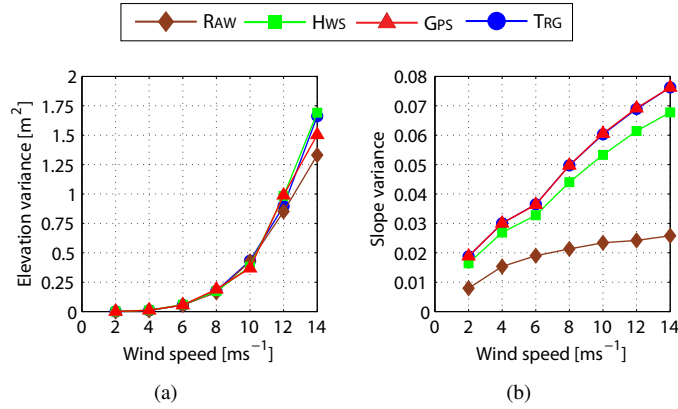 RAW HWS GPS TRG
Elevation variance [m²]
2
1.75
1.5
1.25
1
0.75
0.5
0.25
0
0 2 4 6 8 10 12 14
Wind speed [ms⁻¹]
(a)
Slope variance
0.08
0.07
0.06
0.05
0.04
0.03
0.02
0.01
0
0 2 4 6 8 10 12 14
Wind speed [ms⁻¹]
(b)